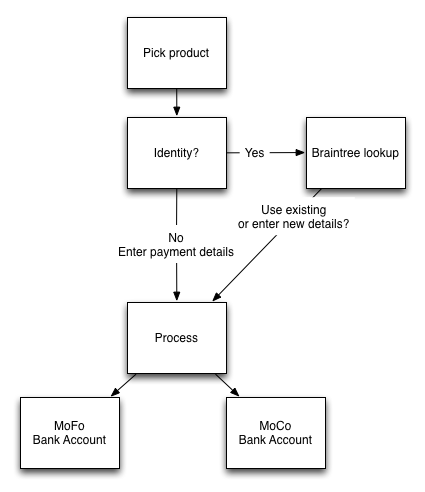 Pick product
Identity?
Yes
Braintree lookup
Use existing
or enter new details?
No
Enter payment details
Process
MoFo
Bank Account
MoCo
Bank Account